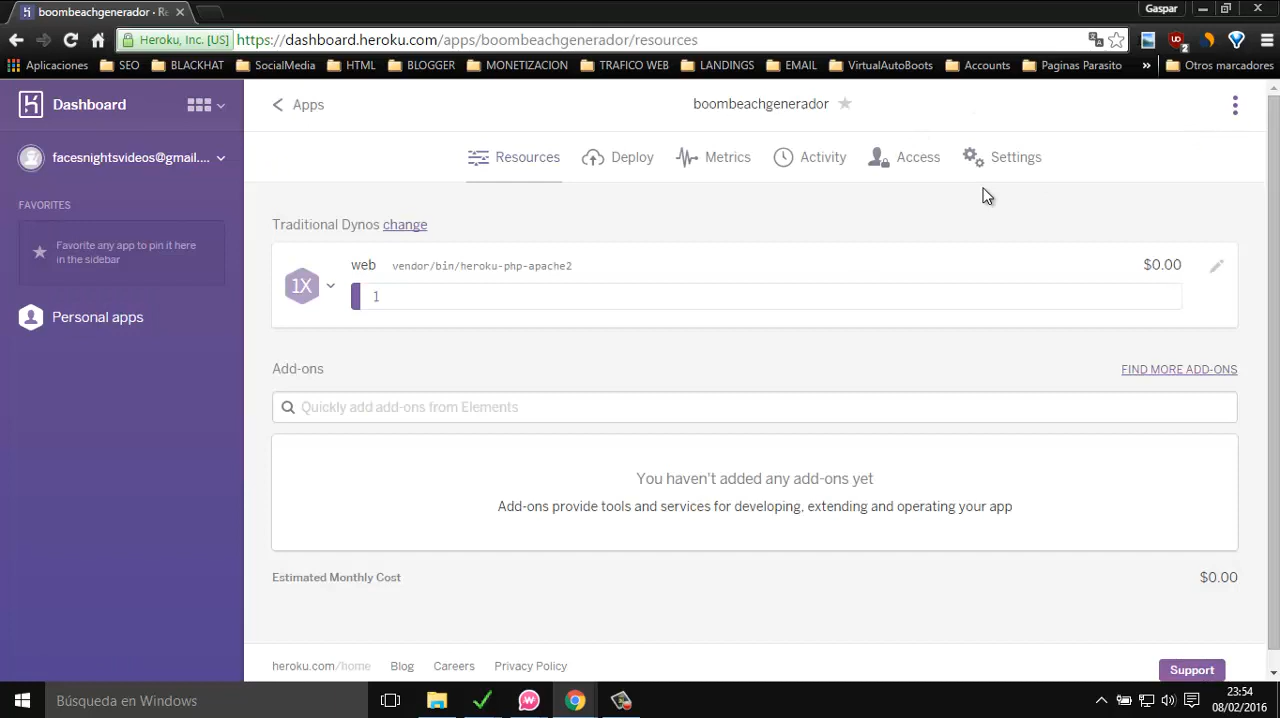 boombeachgenerador · Re
Gaspar
Heroku, Inc. [US] https://dashboard.heroku.com/apps/boombeachgenerador/resources
Aplicaciones SEO BLACKHAT SocialMedia HTML BLOGGER MONETIZACION TRAFICO WEB LANDINGS EMAIL VirtualAutoBoots Accounts Paginas Parasito » Otros marcadores
Dashboard
Apps
boombeachgenerador
facesnightsvideos@gmail....
Resources Deploy Metrics Activity Access Settings
FAVORITES
Favorite any app to pin it here
in the sidebar
Personal apps
Traditional Dynos change
web vendor/bin/heroku-php-apache2 $0.00
1X
1
Add-ons FIND MORE ADD-ONS
Quickly add add-ons from Elements
You haven't added any add-ons yet
Add-ons provide tools and services for developing, extending and operating your app
Estimated Monthly Cost $0.00
heroku.com/home Blog Careers Privacy Policy Support
Búsqueda en Windows
23:54
08/02/2016